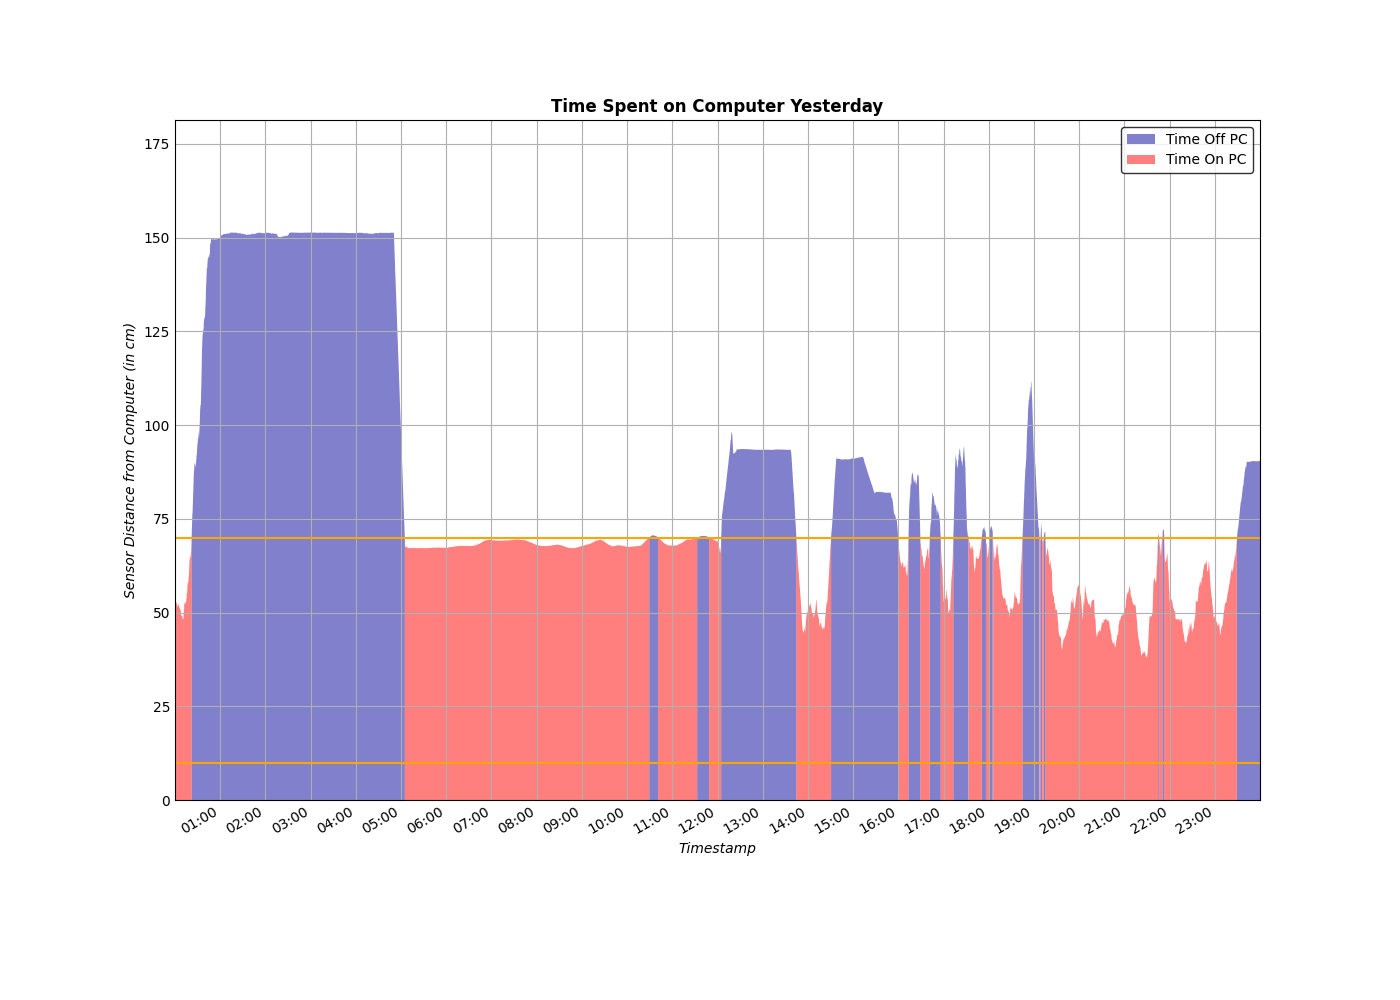 Time Spent on Computer Yesterday
Time Off PC
Time On PC
Sensor Distance from Computer (in cm)
175
150
125
100
75
50
25
0
01:00 02:00 03:00 04:00 05:00 06:00 07:00 08:00 09:00 10:00 11:00 12:00 13:00 14:00 15:00 16:00 17:00 18:00 19:00 20:00 21:00 22:00 23:00
Timestamp